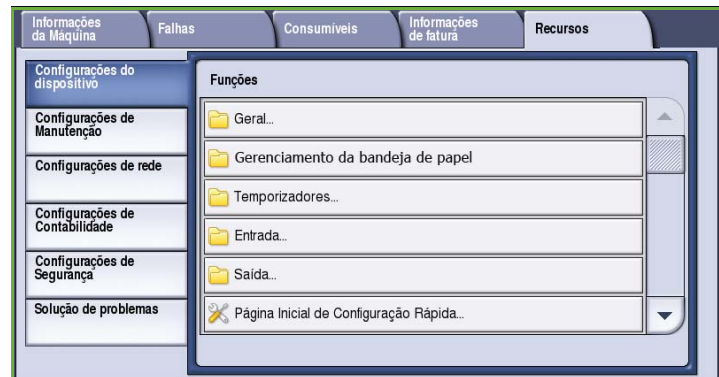 Informações
da Máquina
Falhas
Consumíveis
Informações
de fatura
Recursos
Configurações do
dispositivo
Configurações de
Manutenção
Configurações de rede
Configurações de
Contabilidade
Configurações de
Segurança
Solução de problemas
Funções
Geral...
Gerenciamento da bandeja de papel
Temporizadores...
Entrada...
Saída...
Página Inicial de Configuração Rápida...